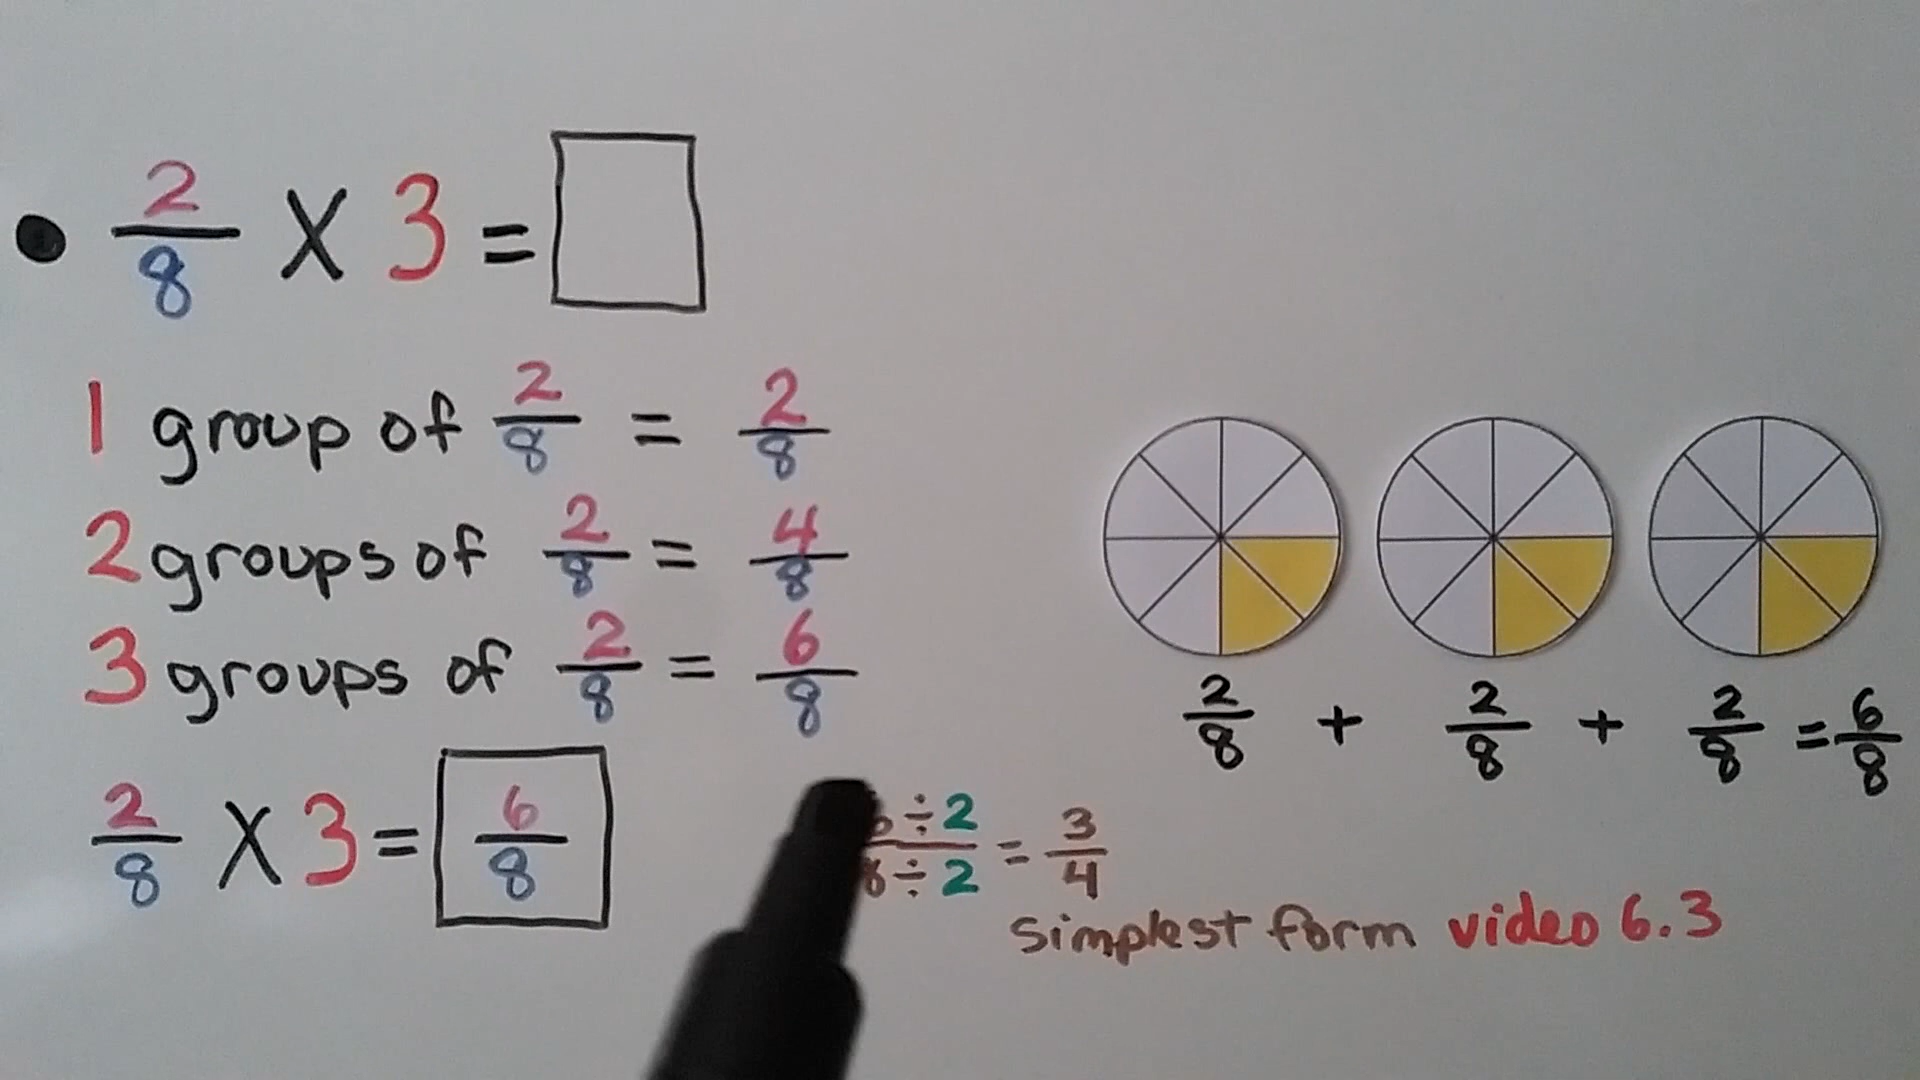 • 2/8 X 3 = □
1 group of 2/8 = 2/8
2 groups of 2/8 = 4/8
3 groups of 2/8 = 6/8
2/8 X 3 = 6/8
2/8 + 2/8 + 2/8 = 6/8
6÷2/8÷2 = 3/4
simplest form video 6.3